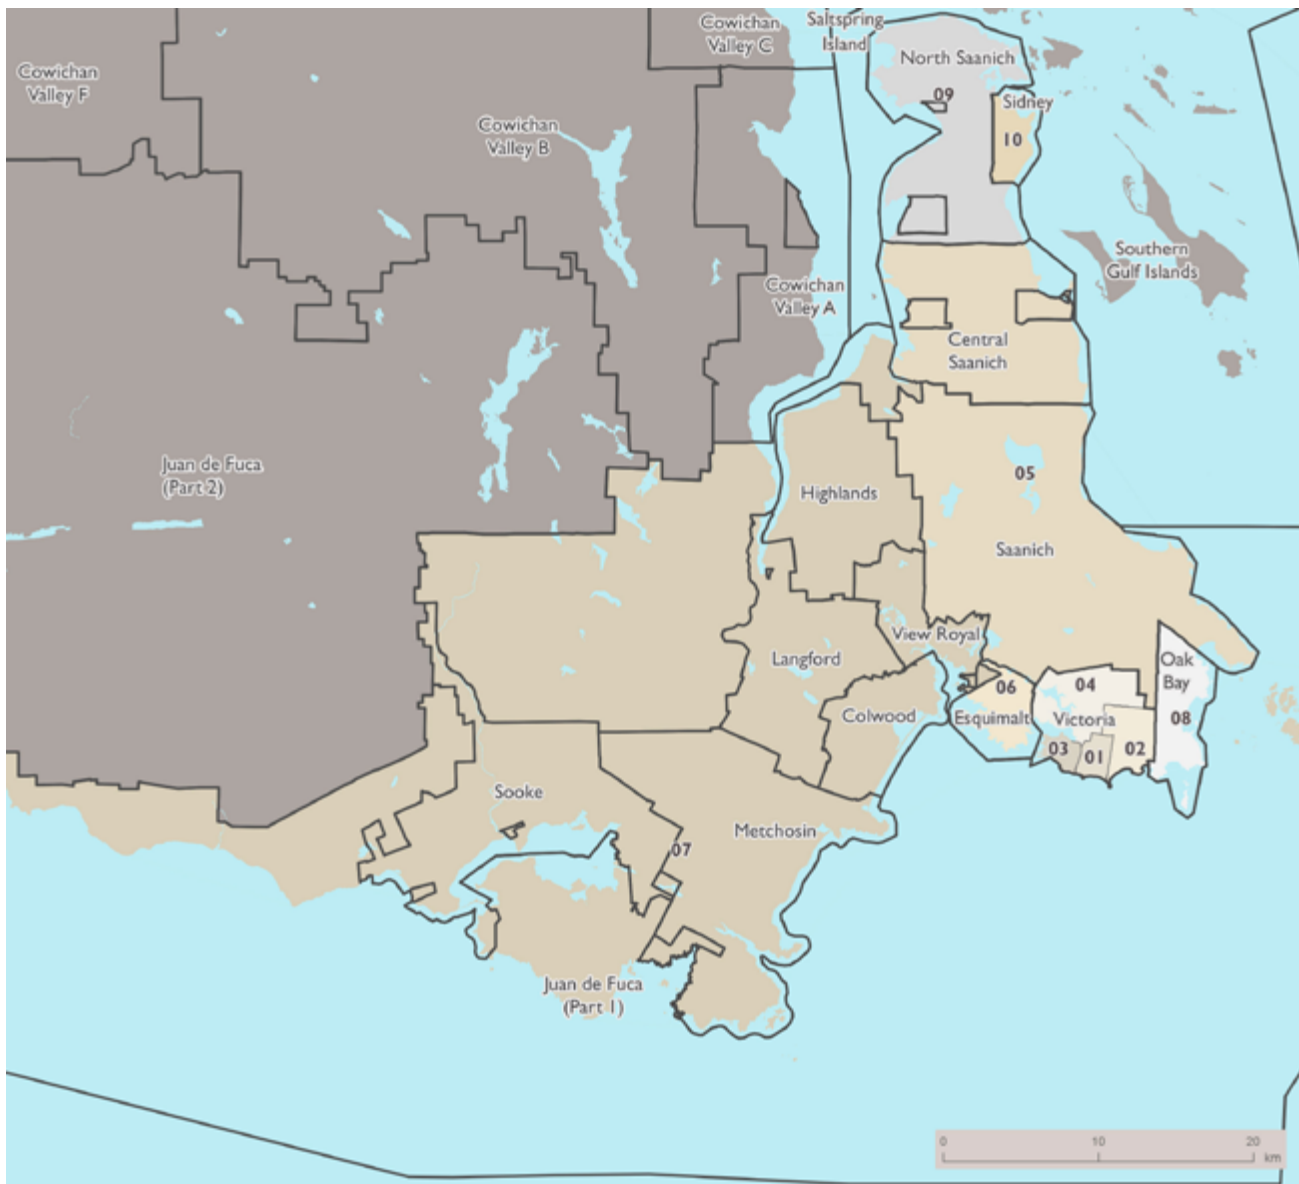 Cowichan
Valley C
Saltspring
Island
North Saanich
Cowichan
Valley F
09
Sidney
Cowichan
Valley B
10
Southern
Gulf Islands
Cowichan
Valley A
Central
Saanich
Juan de Fuca
(Part 2)
05
Highlands
Saanich
View Royal
Langford
Oak
Bay
06
04
Colwood
Esquimalt
Victoria
08
03
01
02
Sooke
Metchosin
07
Juan de Fuca
(Part 1)
0
10
20
km